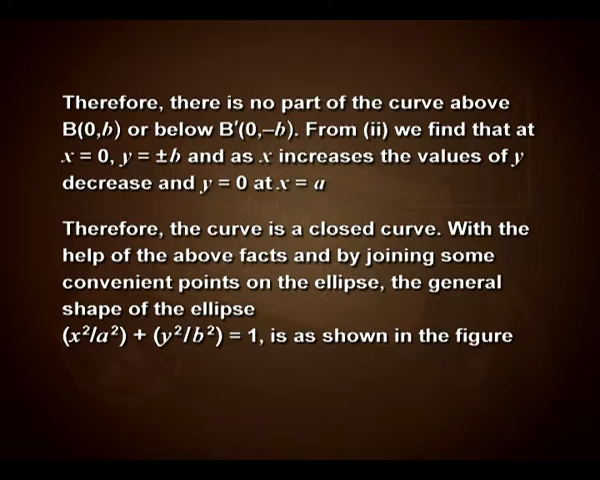 Therefore, there is no part of the curve above
B(0,b) or below B′(0,–b). From (ii) we find that at
x = 0, y = ±b and as x increases the values of y
decrease and y = 0 at x = a
Therefore, the curve is a closed curve. With the
help of the above facts and by joining some
convenient points on the ellipse, the general
shape of the ellipse
(x²/a²) + (y²/b²) = 1, is as shown in the figure